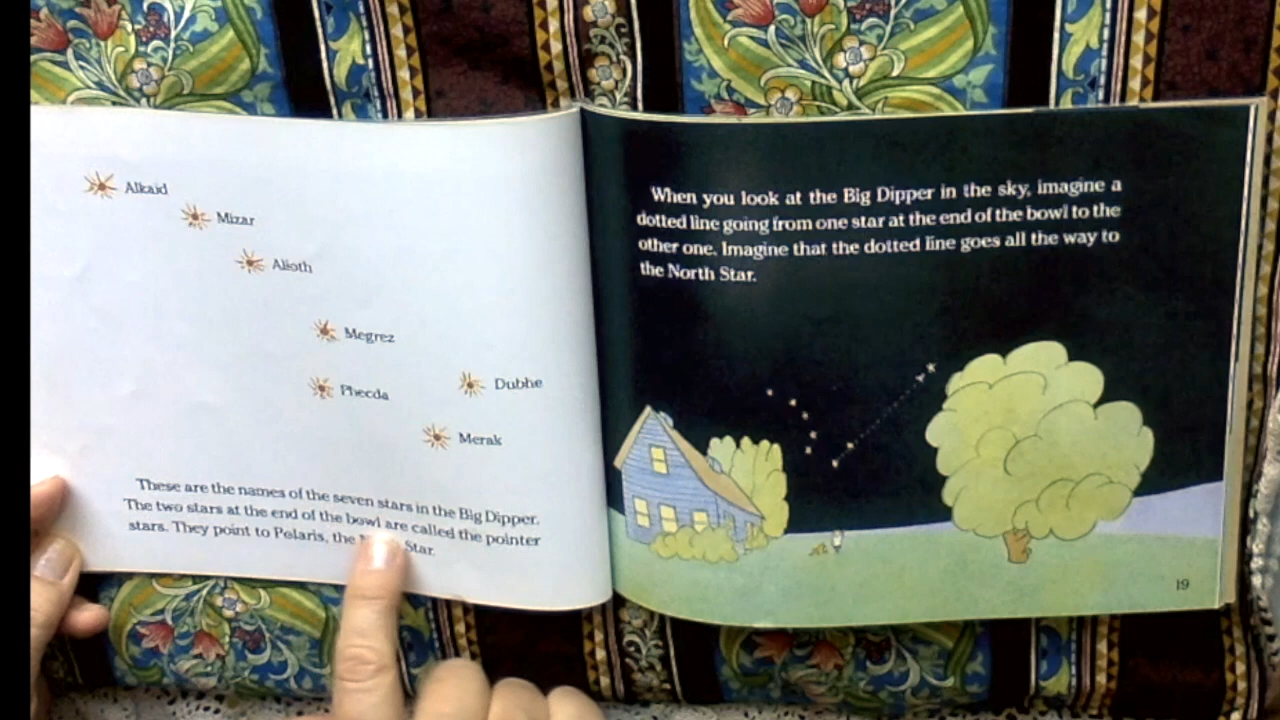 Alkaid
Mizar
Alioth
Megrez
Phecda
Dubhe
Merak
These are the names of the seven stars in the Big Dipper.
The two stars at the end of the bowl are called the pointer
stars. They point to Polaris, the Star.
When you look at the Big Dipper in the sky, imagine a
dotted line going from one star at the end of the bowl to the
other one. Imagine that the dotted line goes all the way to
the North Star.
19